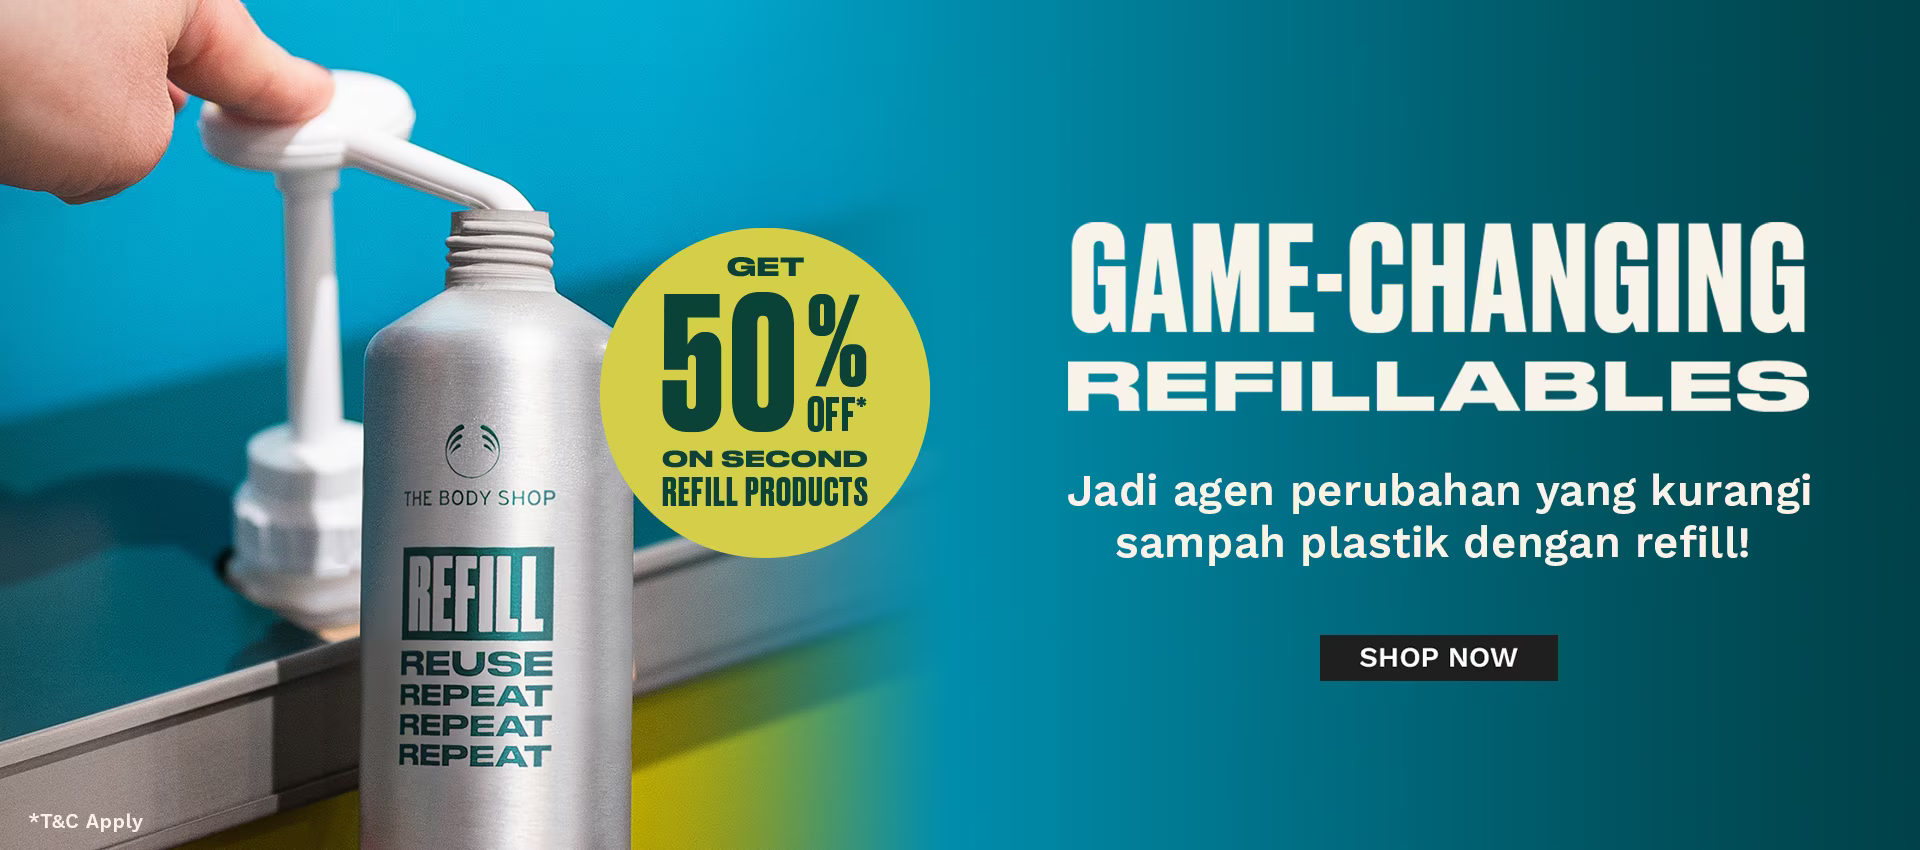 GET
50%
OFF*
ON SECOND
REFILL PRODUCTS
THE BODY SHOP
REFILL
REUSE
REPEAT
REPEAT
REPEAT
*T&C Apply
GAME-CHANGING
REFILLABLES
Jadi agen perubahan yang kurangi
sampah plastik dengan refill!
SHOP NOW